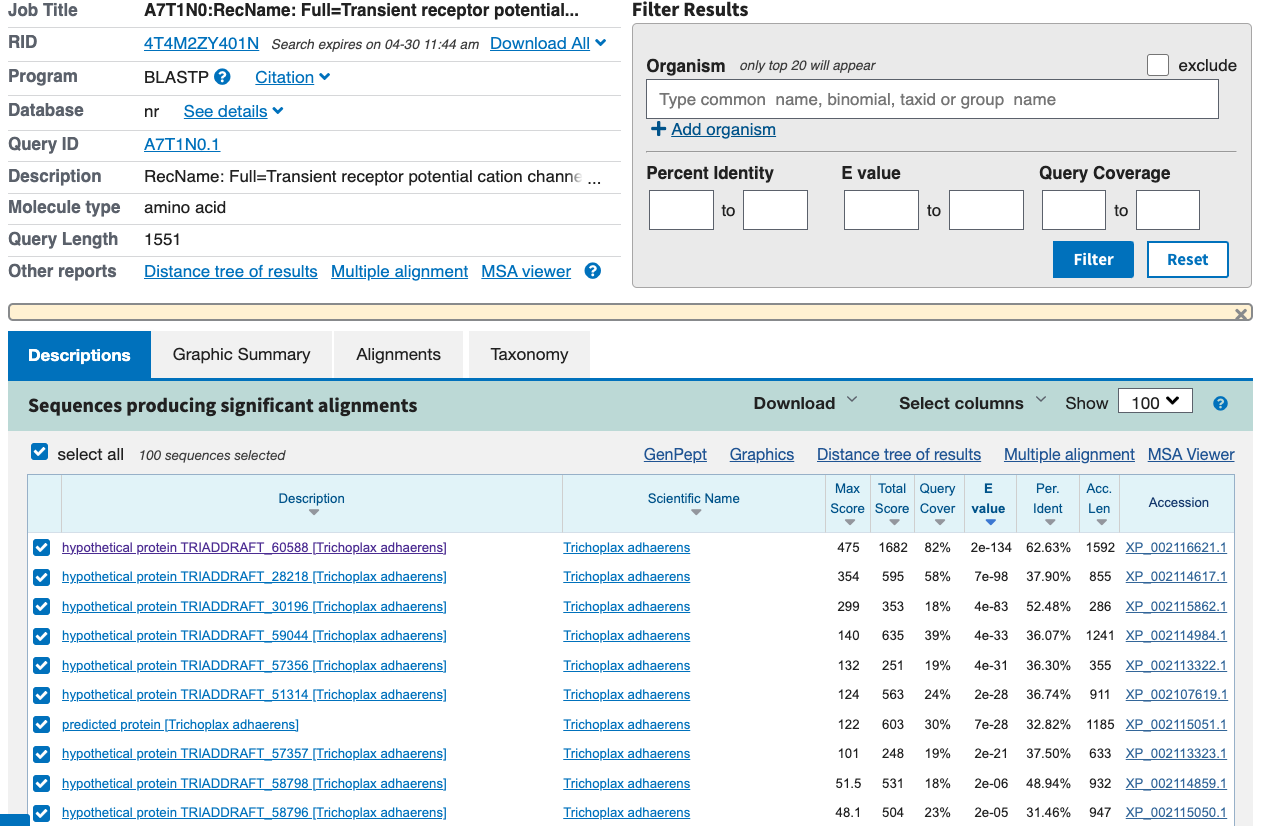 Job Title A7T1N0:RecName: Full=Transient receptor potential...
RID 4T4M2ZY401N Search expires on 04-30 11:44 am Download All
Program BLASTP ? Citation
Database nr See details
Query ID A7T1N0.1
Description RecName: Full=Transient receptor potential cation channe ...
Molecule type amino acid
Query Length 1551
Other reports Distance tree of results Multiple alignment MSA viewer ?
Filter Results
Organism only top 20 will appear exclude
Type common name, binomial, taxid or group name
+ Add organism
Percent Identity E value Query Coverage
to to to
Filter Reset
Descriptions Graphic Summary Alignments Taxonomy
Sequences producing significant alignments Download Select columns Show 100 ?
select all 100 sequences selected GenPept Graphics Distance tree of results Multiple alignment MSA Viewer
Description Scientific Name Max Score Total Score Query Cover E value Per. Ident Acc. Len Accession
hypothetical protein TRIADDRAFT_60588 [Trichoplax adhaerens] Trichoplax adhaerens 475 1682 82% 2e-134 62.63% 1592 XP_002116621.1
hypothetical protein TRIADDRAFT_28218 [Trichoplax adhaerens] Trichoplax adhaerens 354 595 58% 7e-98 37.90% 855 XP_002114617.1
hypothetical protein TRIADDRAFT_30196 [Trichoplax adhaerens] Trichoplax adhaerens 299 353 18% 4e-83 52.48% 286 XP_002115862.1
hypothetical protein TRIADDRAFT_59044 [Trichoplax adhaerens] Trichoplax adhaerens 140 635 39% 4e-33 36.07% 1241 XP_002114984.1
hypothetical protein TRIADDRAFT_57356 [Trichoplax adhaerens] Trichoplax adhaerens 132 251 19% 4e-31 36.30% 355 XP_002113322.1
hypothetical protein TRIADDRAFT_51314 [Trichoplax adhaerens] Trichoplax adhaerens 124 563 24% 2e-28 36.74% 911 XP_002107619.1
predicted protein [Trichoplax adhaerens] Trichoplax adhaerens 122 603 30% 7e-28 32.82% 1185 XP_002115051.1
hypothetical protein TRIADDRAFT_57357 [Trichoplax adhaerens] Trichoplax adhaerens 101 248 19% 2e-21 37.50% 633 XP_002113323.1
hypothetical protein TRIADDRAFT_58798 [Trichoplax adhaerens] Trichoplax adhaerens 51.5 531 18% 2e-06 48.94% 932 XP_002114859.1
hypothetical protein TRIADDRAFT_58796 [Trichoplax adhaerens] Trichoplax adhaerens 48.1 504 23% 2e-05 31.46% 947 XP_002115050.1